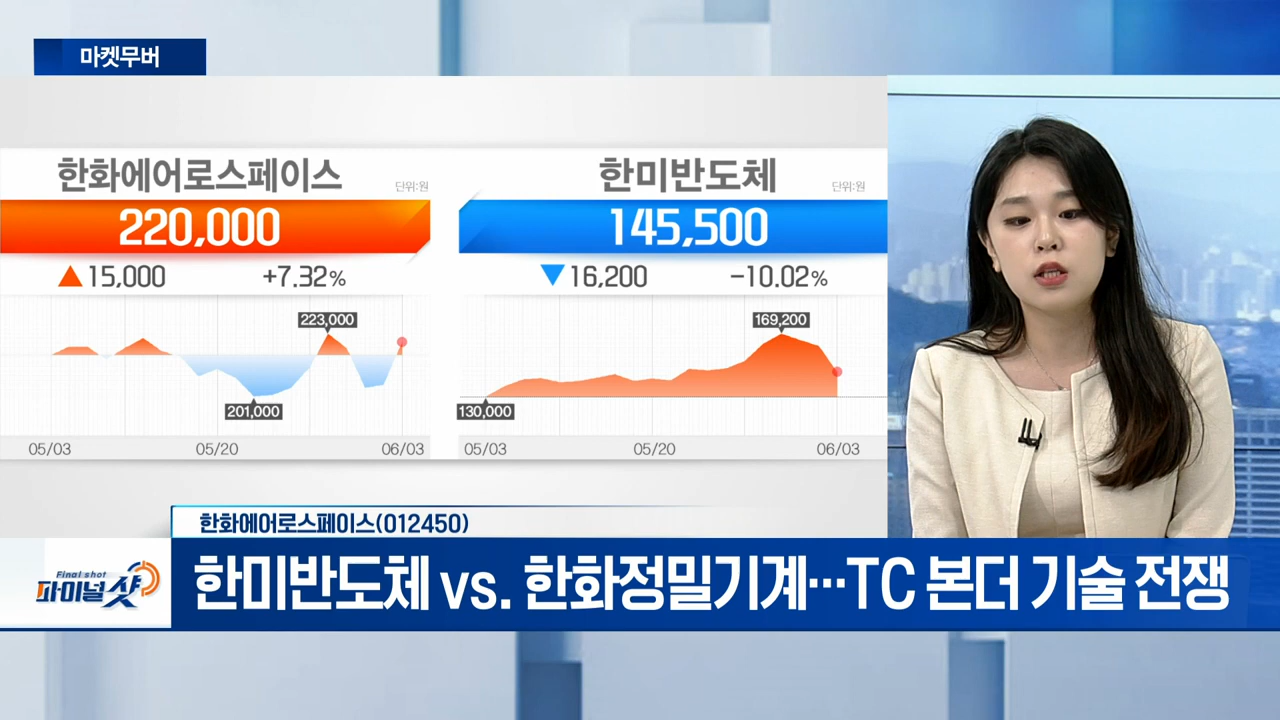 마켓무버
한화에어로스페이스
단위:원
220,000
▲15,000 +7.32%
223,000
201,000
05/03 05/20 06/03
한미반도체
단위:원
145,500
▼16,200 -10.02%
169,200
130,000
05/03 05/20 06/03
한화에어로스페이스(012450)
Final shot
파이널샷
한미반도체 vs. 한화정밀기계…TC 본더 기술 전쟁